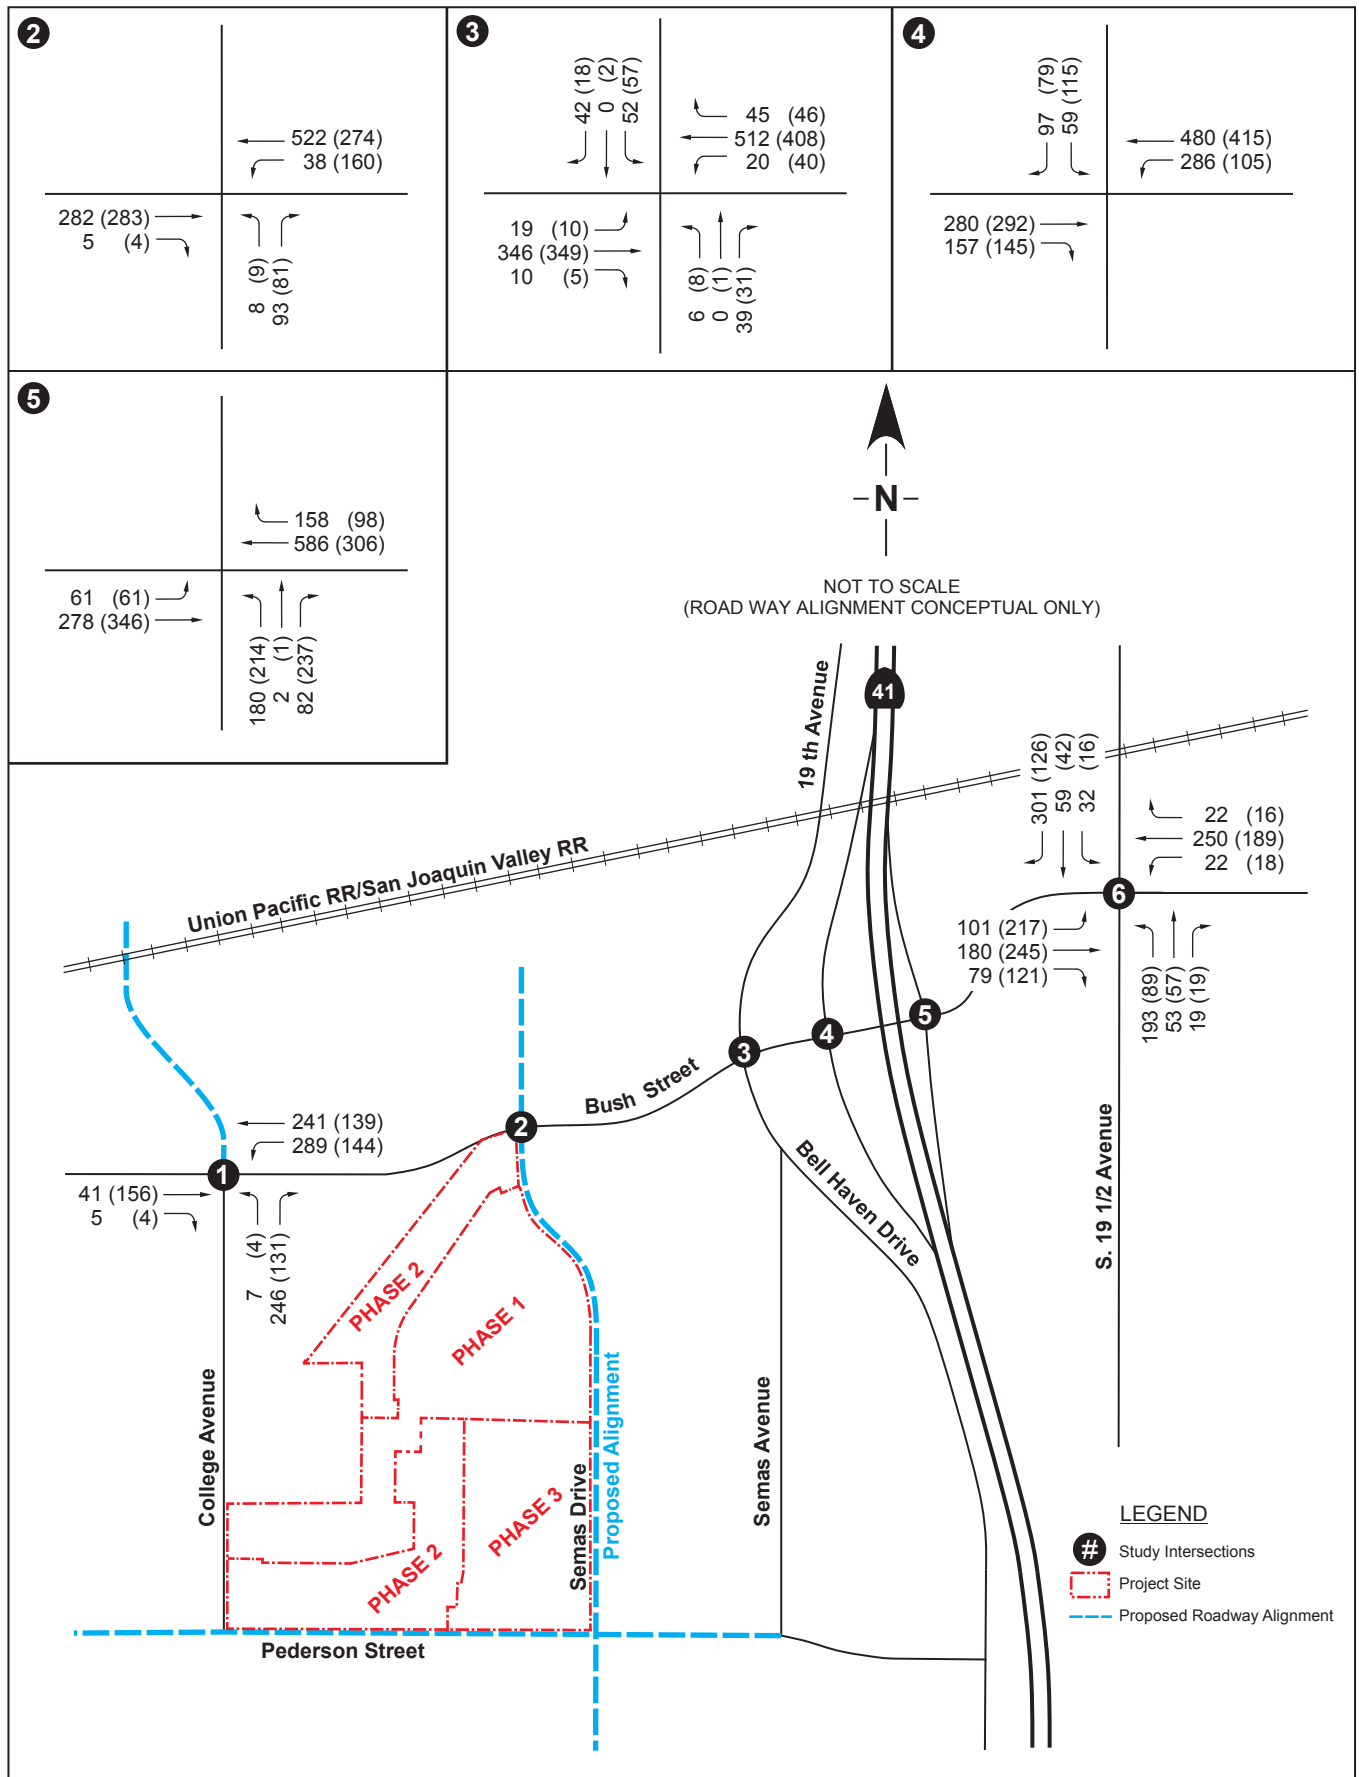 2
522 (274)
38 (160)
282 (283)
5 (4)
8 (9)
93 (81)
3
42 (18)
0 (2)
52 (57)
45 (46)
512 (408)
20 (40)
19 (10)
346 (349)
10 (5)
6 (8)
0 (1)
39 (31)
4
97 (79)
59 (115)
480 (415)
286 (105)
280 (292)
157 (145)
5
158 (98)
586 (306)
61 (61)
278 (346)
180 (214)
2 (1)
82 (237)
N
NOT TO SCALE
(ROAD WAY ALIGNMENT CONCEPTUAL ONLY)
19 th Avenue
41
301 (126)
59 (42)
32 (16)
22 (16)
250 (189)
22 (18)
6
101 (217)
180 (245)
79 (121)
193 (89)
53 (57)
19 (19)
Union Pacific RR/San Joaquin Valley RR
5
4
3
Bush Street
2
241 (139)
289 (144)
1
41 (156)
5 (4)
7 (4)
246 (131)
Bell Haven Drive
S. 19 1/2 Avenue
PHASE 2
PHASE 1
College Avenue
Proposed Alignment
Semas Drive
Semas Avenue
PHASE 3
PHASE 2
Pederson Street
LEGEND
# Study Intersections
Project Site
Proposed Roadway Alignment